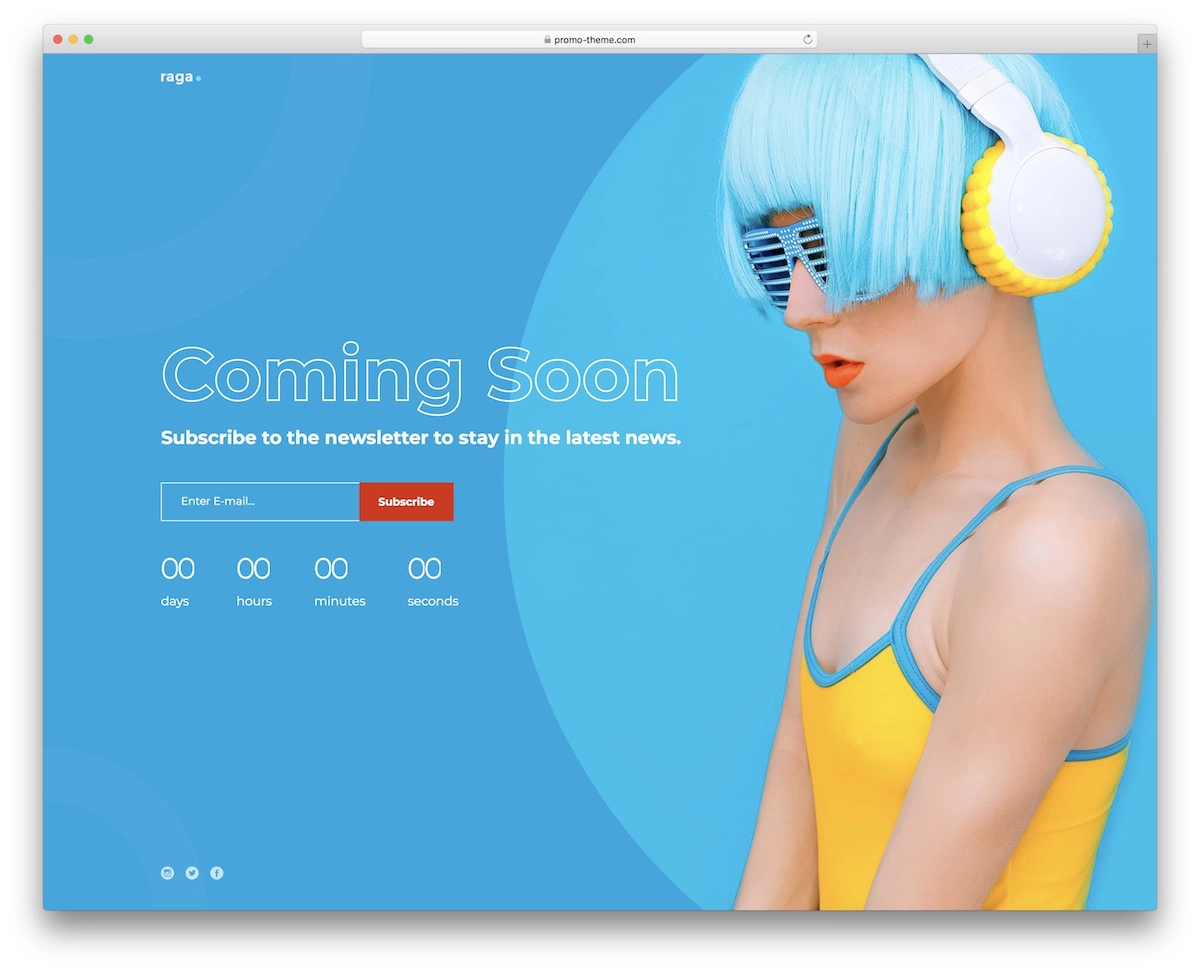 promo-theme.com
raga
Coming Soon
Subscribe to the newsletter to stay in the latest news.
Enter E-mail... Subscribe
00 00 00 00
days hours minutes seconds